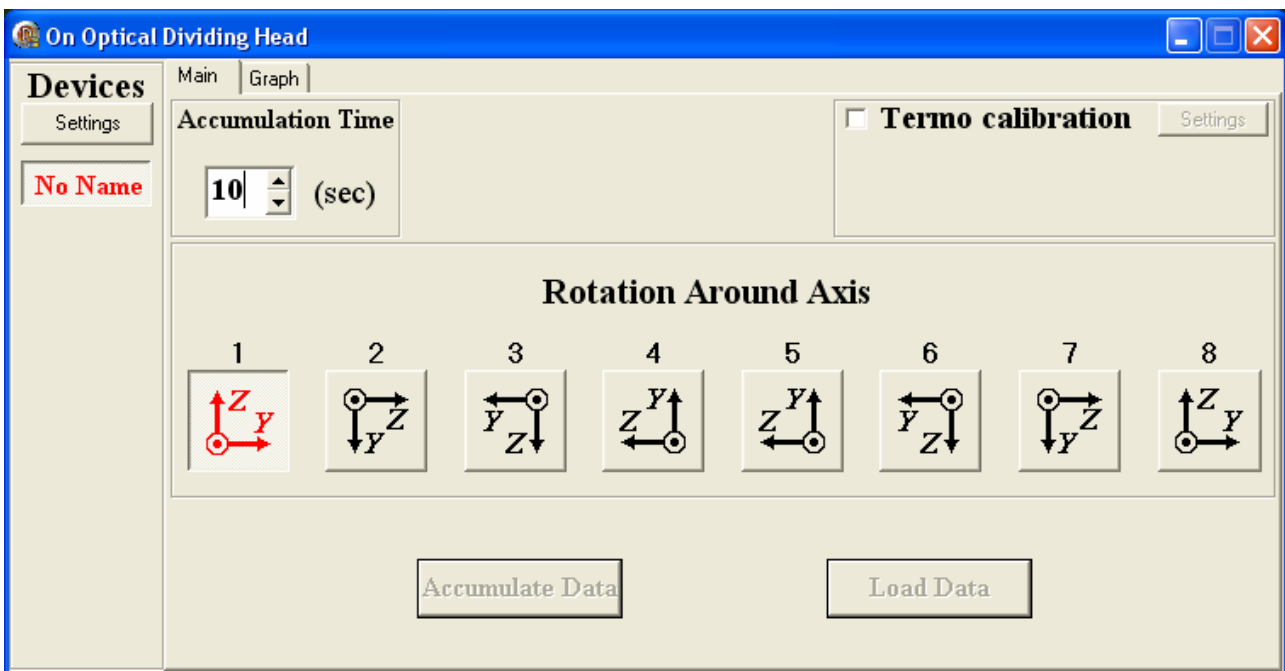 On Optical Dividing Head
Devices
Settings
No Name
Main Graph
Accumulation Time
10 (sec)
Termo calibration Settings
Rotation Around Axis
1 2 3 4 5 6 7 8
Z Y
Z Y
Y Z
Y Z
Y Z
Y Z
Z Y
Z Y
Accumulate Data Load Data